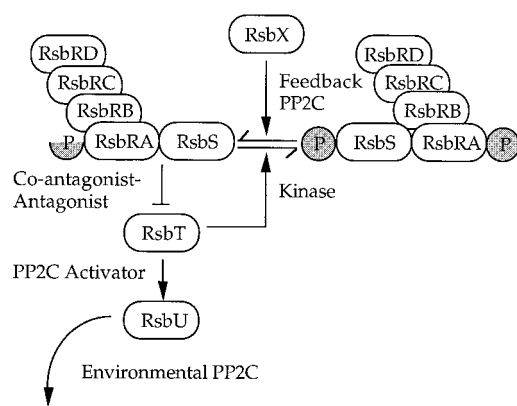 RsbX
RsbRD
RsbRC
RsbRB
P
RsbRA
RsbS
Feedback
PP2C
RsbRD
RsbRC
RsbRB
P
RsbS
RsbRA
P
Co-antagonist-
Antagonist
Kinase
RsbT
PP2C Activator
RsbU
Environmental PP2C